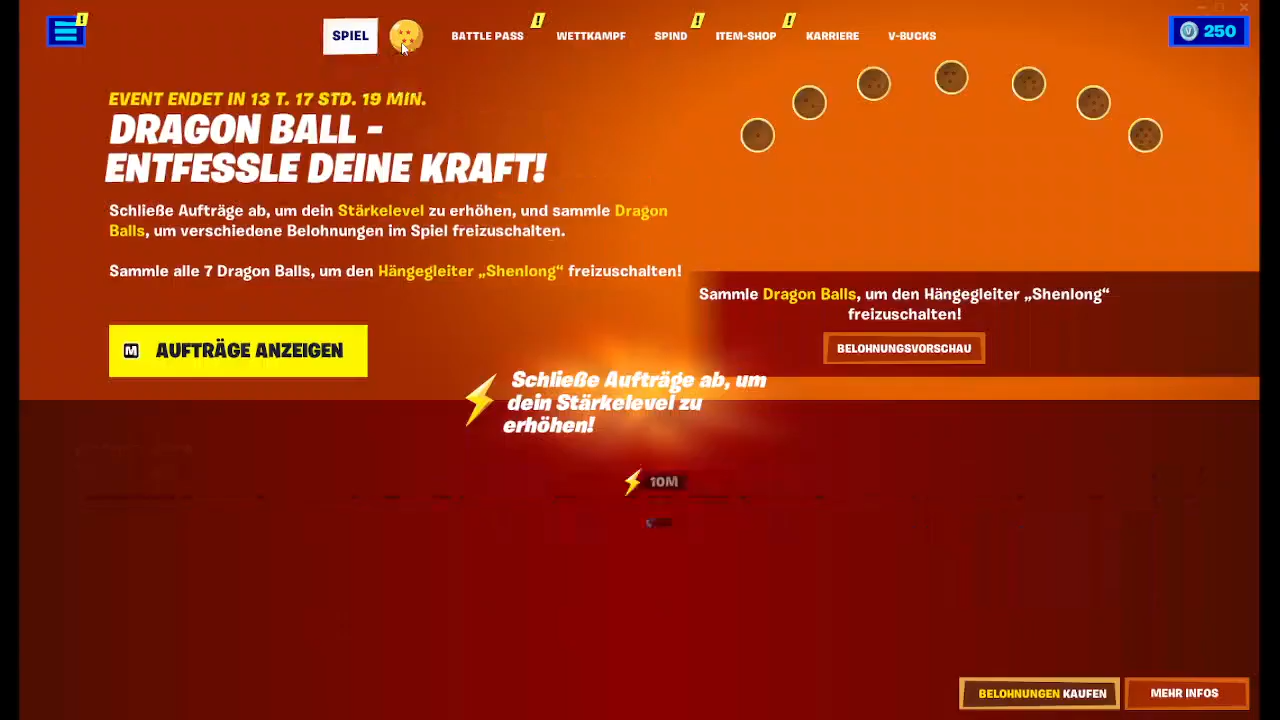 SPIEL
BATTLE PASS
WETTKAMPF
SPIND
ITEM-SHOP
KARRIERE
V-BUCKS
250
EVENT ENDET IN 13 T. 17 STD. 19 MIN.
DRAGON BALL -
ENTFESSLE DEINE KRAFT!
Schließe Aufträge ab, um dein Stärkelevel zu erhöhen, und sammle Dragon
Balls, um verschiedene Belohnungen im Spiel freizuschalten.
Sammle alle 7 Dragon Balls, um den Hängegleiter „Shenlong“ freizuschalten!
Sammle Dragon Balls, um den Hängegleiter „Shenlong“
freizuschalten!
BELOHNUNGSVORSCHAU
M AUFTRÄGE ANZEIGEN
Schließe Aufträge ab, um
dein Stärkelevel zu
erhöhen!
10M
BELOHNUNGEN KAUFEN
MEHR INFOS